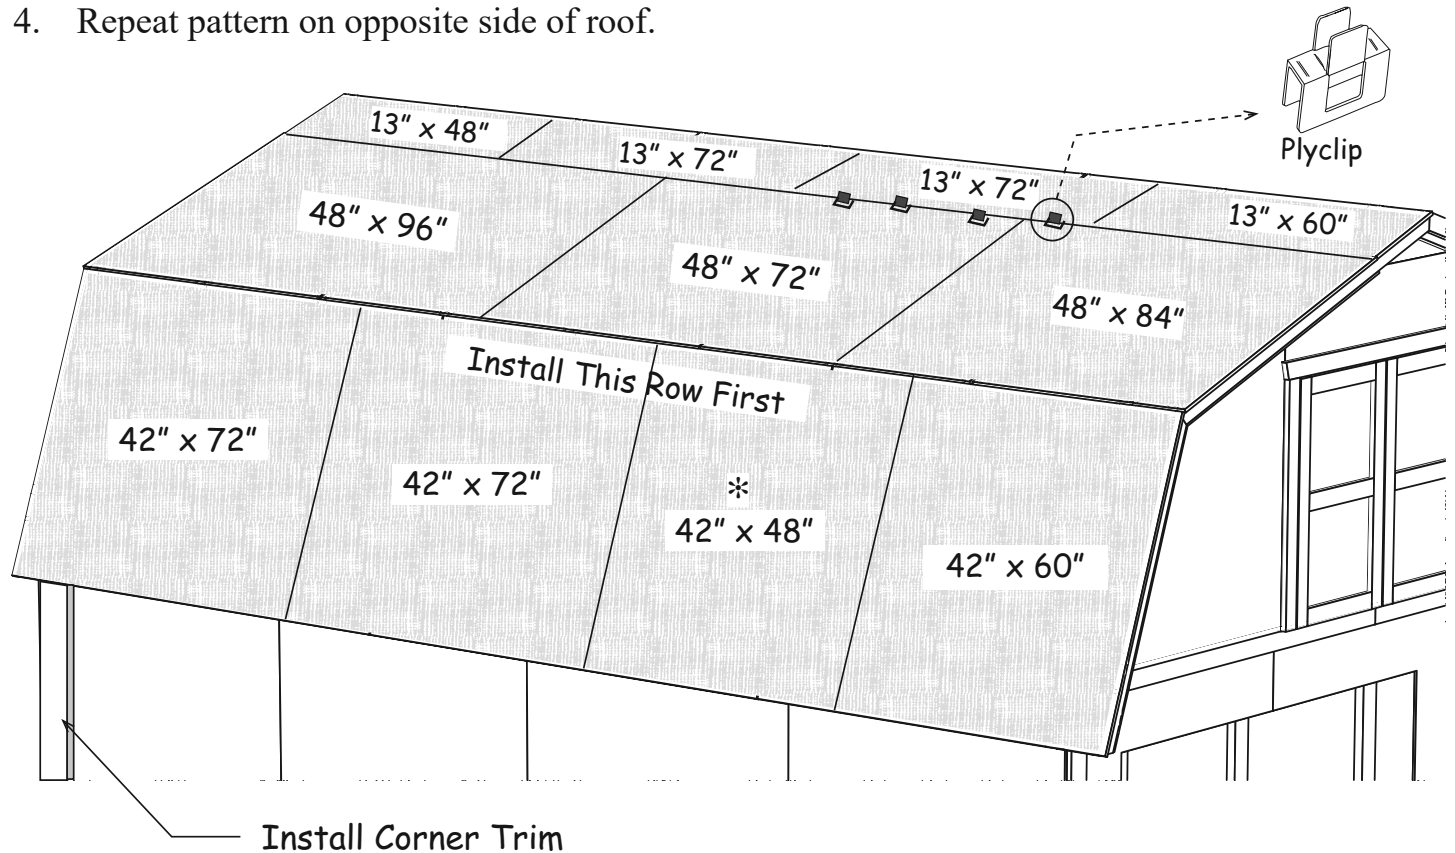 4. Repeat pattern on opposite side of roof.
Plyclip
13" x 48"
13" x 72"
13" x 72"
13" x 60"
48" x 96"
48" x 72"
48" x 84"
Install This Row First
42" x 72"
42" x 72"
*
42" x 48"
42" x 60"
Install Corner Trim